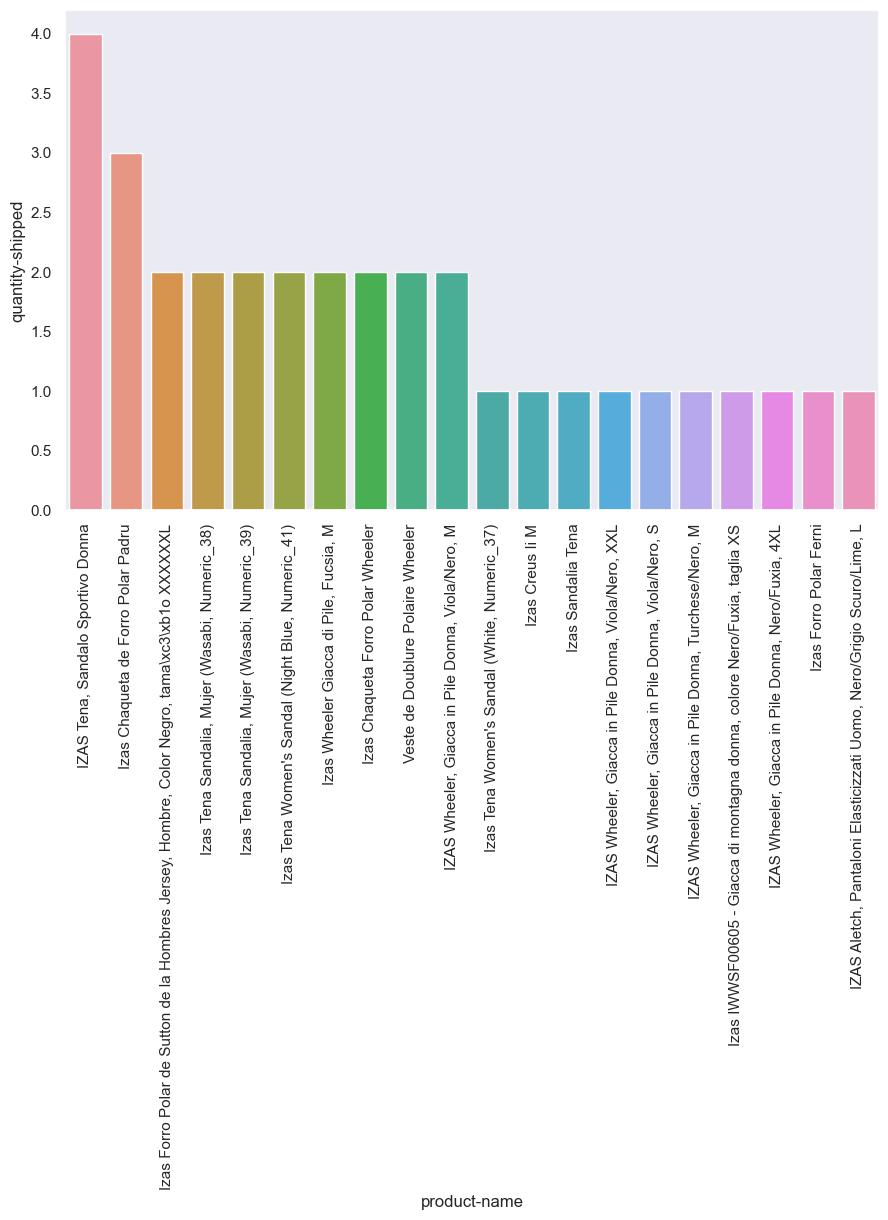 4.0
3.5
3.0
2.5
2.0
1.5
1.0
0.5
0.0
quantity-shipped
IZAS Tena, Sandalo Sportivo Donna
Izas Chaqueta de Forro Polar Padru
Izas Forro Polar de Sutton de la Hombres Jersey, Hombre, Color Negro, tama\xc3\xb1o XXXXXXL
Izas Tena Sandalia, Mujer (Wasabi, Numeric_38)
Izas Tena Sandalia, Mujer (Wasabi, Numeric_39)
Izas Tena Women's Sandal (Night Blue, Numeric_41)
Izas Wheeler Giacca di Pile, Fucsia, M
Izas Chaqueta Forro Polar Wheeler
Veste de Doublure Polaire Wheeler
IZAS Wheeler, Giacca in Pile Donna, Viola/Nero, M
Izas Tena Women's Sandal (White, Numeric_37)
Izas Creus Ii M
Izas Sandalia Tena
IZAS Wheeler, Giacca in Pile Donna, Viola/Nero, XXL
IZAS Wheeler, Giacca in Pile Donna, Viola/Nero, S
IZAS Wheeler, Giacca in Pile Donna, Turchese/Nero, M
Izas IWWSF00605 - Giacca di montagna donna, colore Nero/Fuxia, taglia XS
IZAS Wheeler, Giacca in Pile Donna, Nero/Fuxia, 4XL
Izas Forro Polar Ferni
IZAS Aletch, Pantaloni Elasticizzati Uomo, Nero/Grigio Scuro/Lime, L
product-name